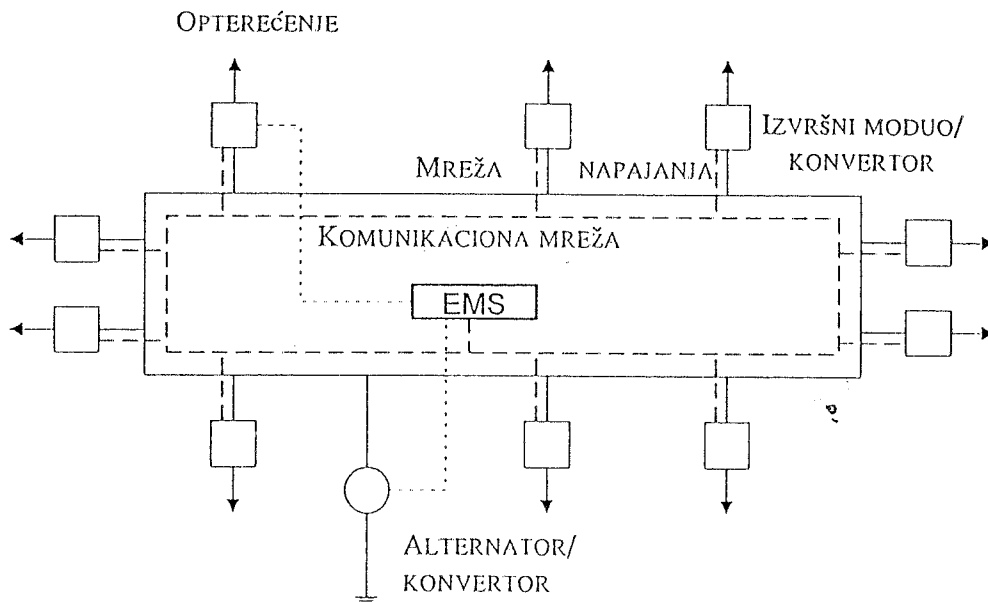 OPTEREĆENJE
IZVRŠNI MODUO/
KONVERTOR
MREŽA NAPAJANJA
KOMUNIKACIONA MREŽA
EMS
ALTERNATOR/
KONVERTOR